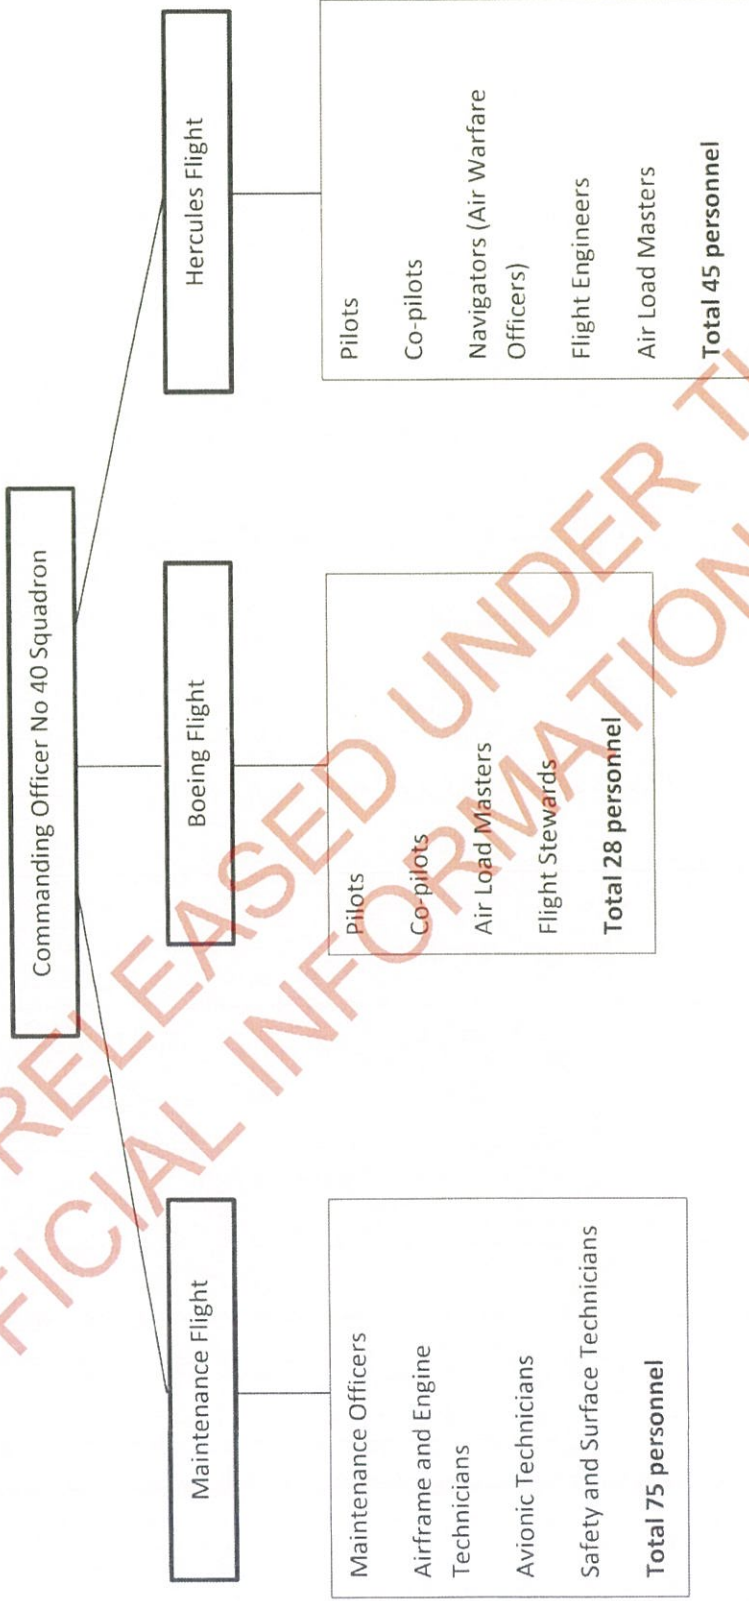 Commanding Officer No 40 Squadron
Maintenance Flight
Maintenance Officers
Airframe and Engine
Technicians
Avionic Technicians
Safety and Surface Technicians
Total 75 personnel
Boeing Flight
Pilots
Co-pilots
Air Load Masters
Flight Stewards
Total 28 personnel
Hercules Flight
Pilots
Co-pilots
Navigators (Air Warfare
Officers)
Flight Engineers
Air Load Masters
Total 45 personnel
RELEASED UNDER
INFORMATION